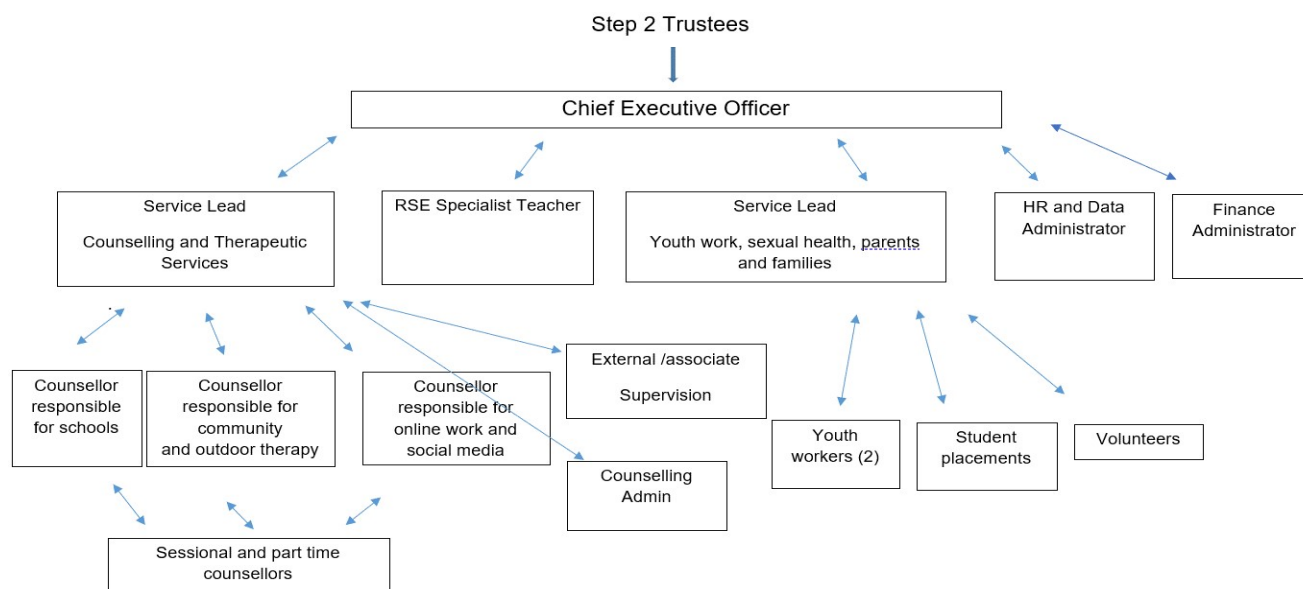 Step 2 Trustees
Chief Executive Officer
Service Lead
Counselling and Therapeutic
Services
RSE Specialist Teacher
Service Lead
Youth work, sexual health, parents
and families
HR and Data
Administrator
Finance
Administrator
Counsellor
responsible
for schools
Counsellor
responsible for
community
and outdoor therapy
Counsellor
responsible for
online work and
social media
External /associate
Supervision
Counselling
Admin
Youth
workers (2)
Student
placements
Volunteers
Sessional and part time
counsellors